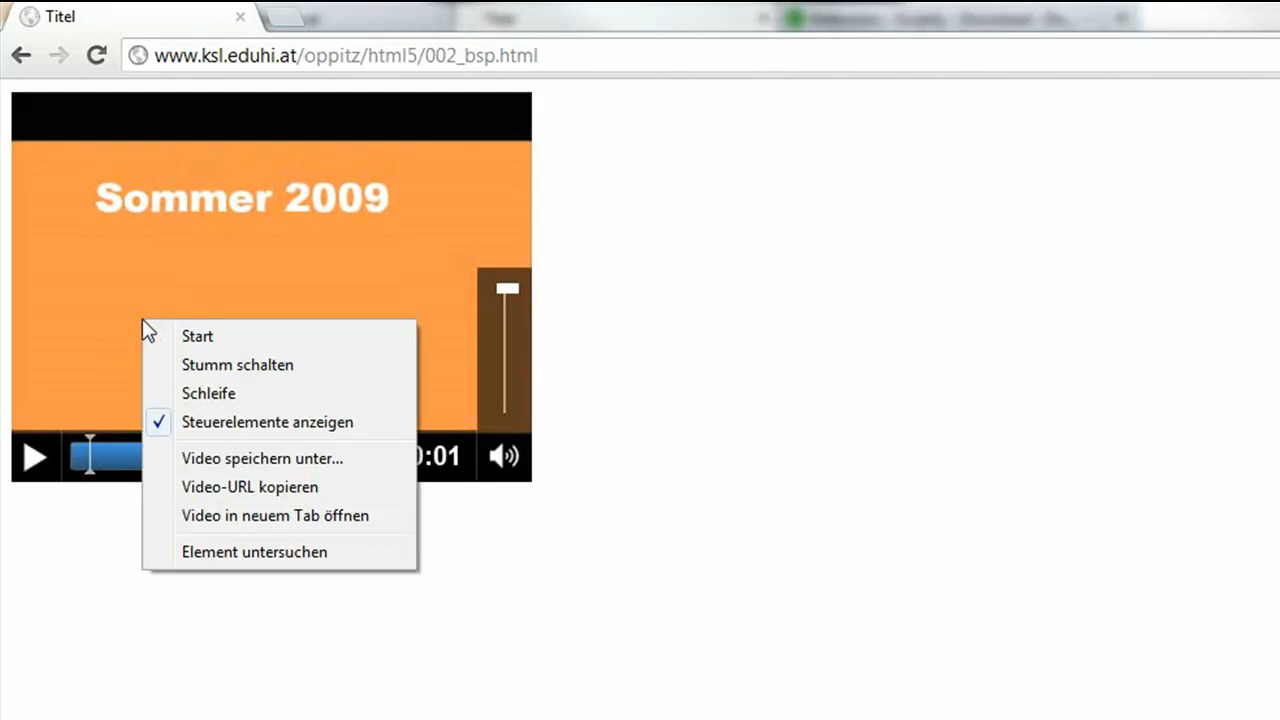 Titel
www.ksl.eduhi.at/oppitz/html5/002_bsp.html
Sommer 2009
Start
Stumm schalten
Schleife
Steuerelemente anzeigen
:01
Video speichern unter...
Video-URL kopieren
Video in neuem Tab öffnen
Element untersuchen